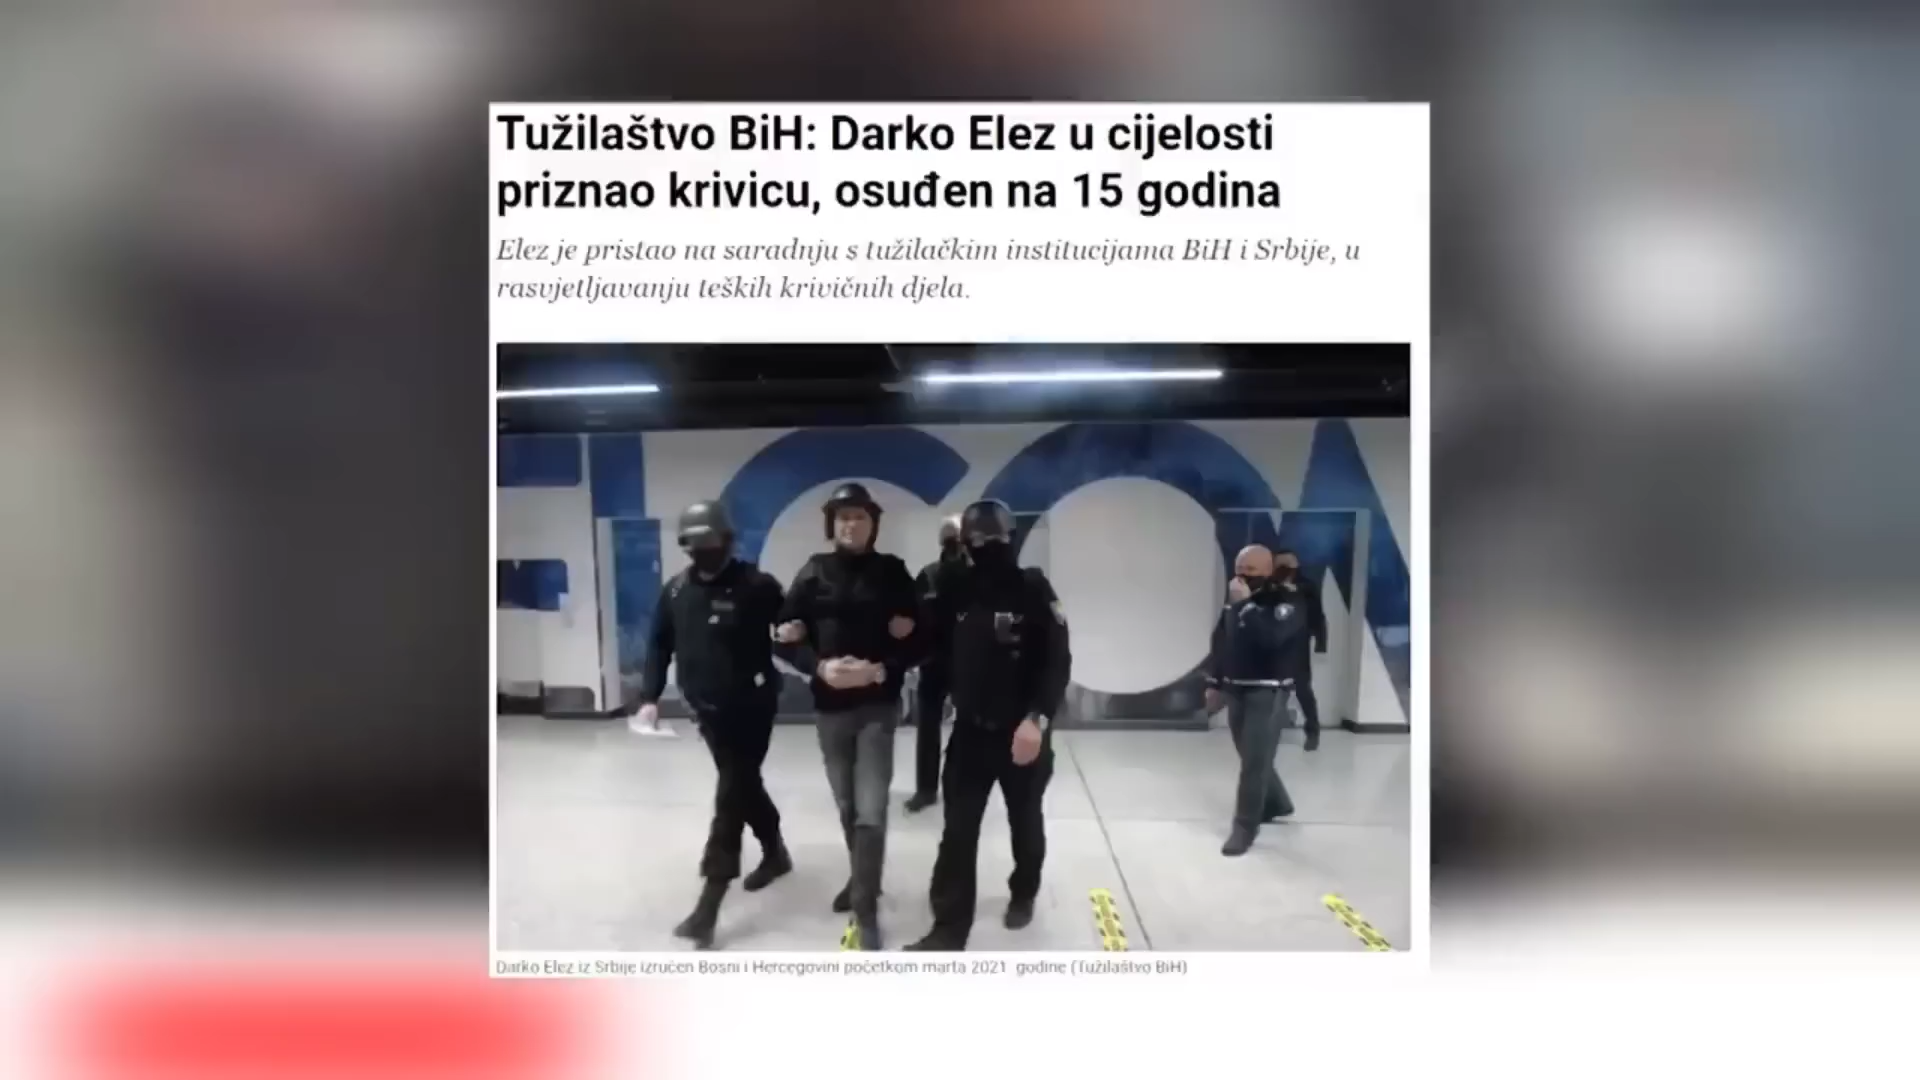 Tužilaštvo BiH: Darko Elez u cijelosti
priznao krivicu, osuđen na 15 godina
Elez je pristao na saradnju s tužilačkim institucijama BiH i Srbije, u
rasvjetljavanju teških krivičnih djela.
ELCOM
Darko Elez iz Srbije izručen Bosni i Hercegovini početkom marta 2021. godine (Tužilaštvo BiH)